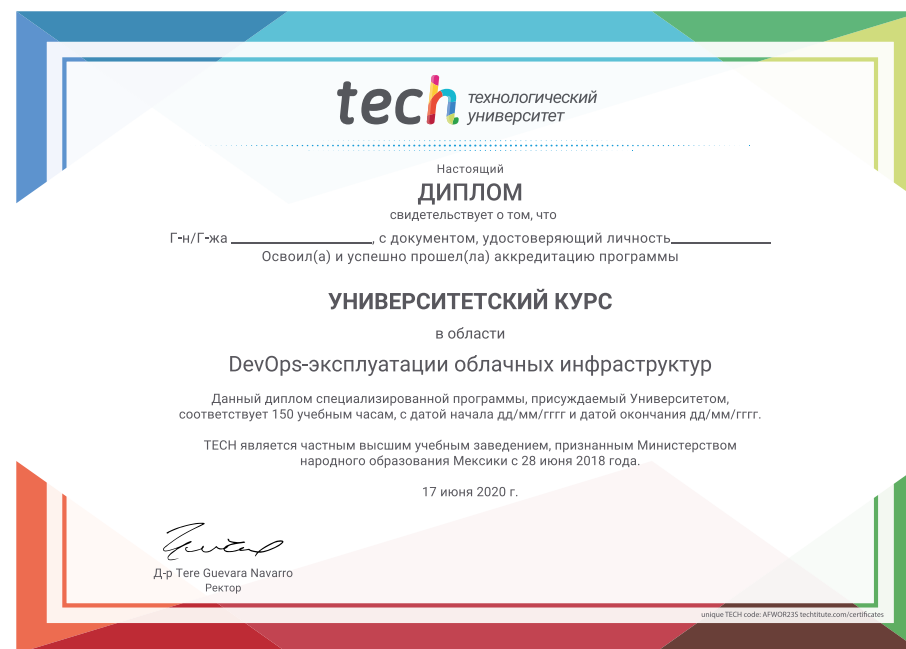 tech технологический
университет
Настоящий
ДИПЛОМ
свидетельствует о том, что
Г-н/Г-жа ______________, с документом, удостоверяющий личность__________
Освоил(а) и успешно прошел(ла) аккредитацию программы
УНИВЕРСИТЕТСКИЙ КУРС
в области
DevOps-эксплуатации облачных инфраструктур
Данный диплом специализированной программы, присуждаемый Университетом,
соответствует 150 учебным часам, с датой начала дд/мм/гггг и датой окончания дд/мм/гггг.
TECH является частным высшим учебным заведением, признанным Министерством
народного образования Мексики с 28 июня 2018 года.
17 июня 2020 г.
Д-р Tere Guevara Navarro
Ректор
unique TECH code: AFWOR23S techtitute.com/certificates